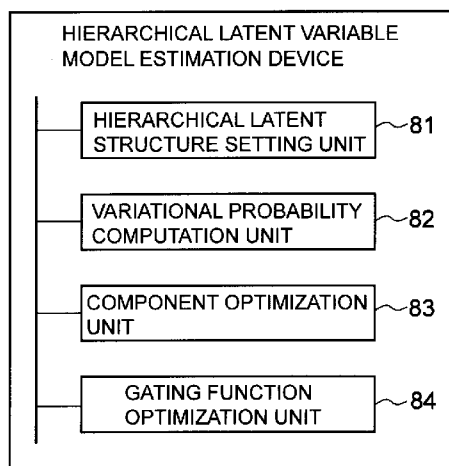 HIERARCHICAL LATENT VARIABLE
MODEL ESTIMATION DEVICE
HIERARCHICAL LATENT
STRUCTURE SETTING UNIT
81
VARIATIONAL PROBABILITY
COMPUTATION UNIT
82
COMPONENT OPTIMIZATION
UNIT
83
GATING FUNCTION
OPTIMIZATION UNIT
84